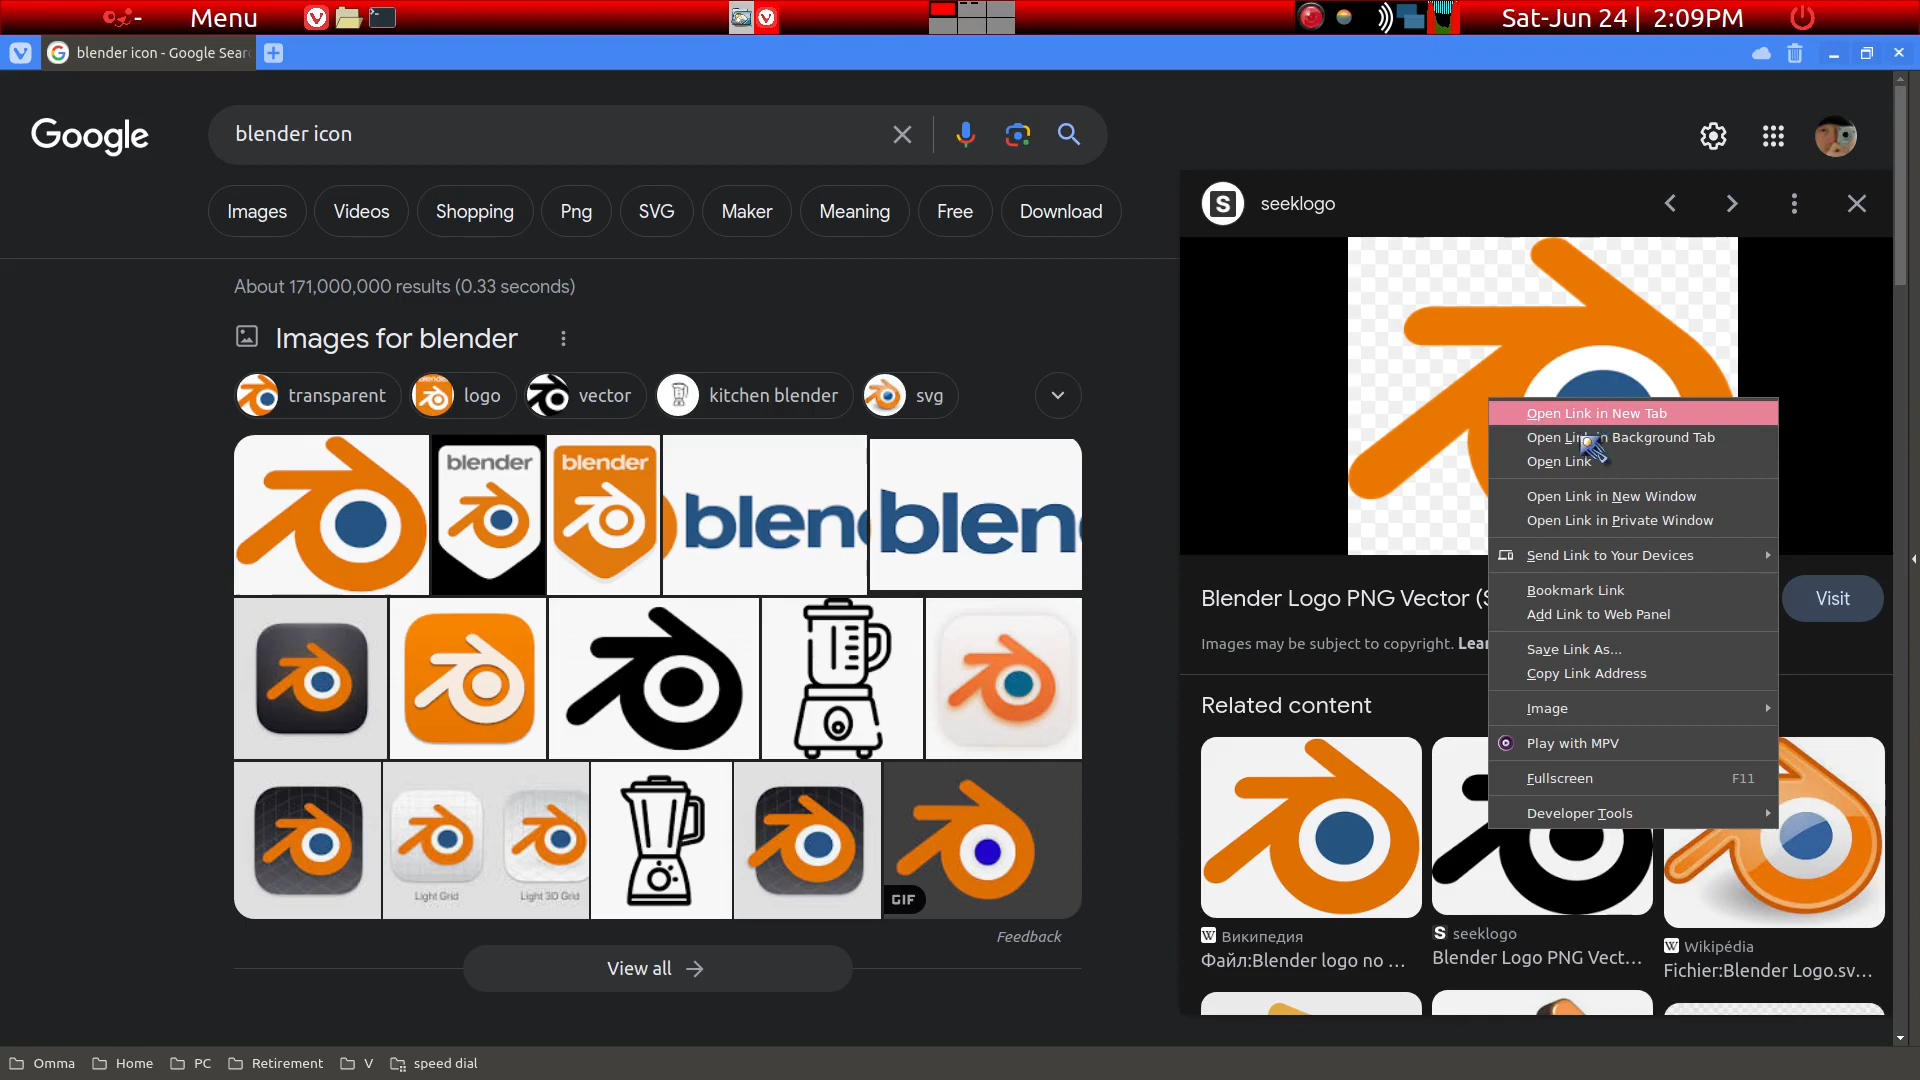 Menu
Sat-Jun 24 | 2:09PM
blender icon - Google Sear
Google
blender icon
Images
Videos
Shopping
Png
SVG
Maker
Meaning
Free
Download
About 171,000,000 results (0.33 seconds)
Images for blender
transparent
logo
vector
kitchen blender
svg
blender
blender
blen
blen
Light Grid
Light 3D Grid
GIF
Feedback
View all
S
seeklogo
Open Link in New Tab
Open Link in Background Tab
Open Link
Open Link in New Window
Open Link in Private Window
Send Link to Your Devices
Bookmark Link
Add Link to Web Panel
Save Link As...
Copy Link Address
Image
Play with MPV
Fullscreen F11
Developer Tools
Blender Logo PNG Vector (S
Visit
Images may be subject to copyright. Lear
Related content
W Википедия
Файл:Blender logo no ...
S seeklogo
Blender Logo PNG Vect...
W Wikipédia
Fichier:Blender Logo.sv...
Omma
Home
PC
Retirement
V
speed dial